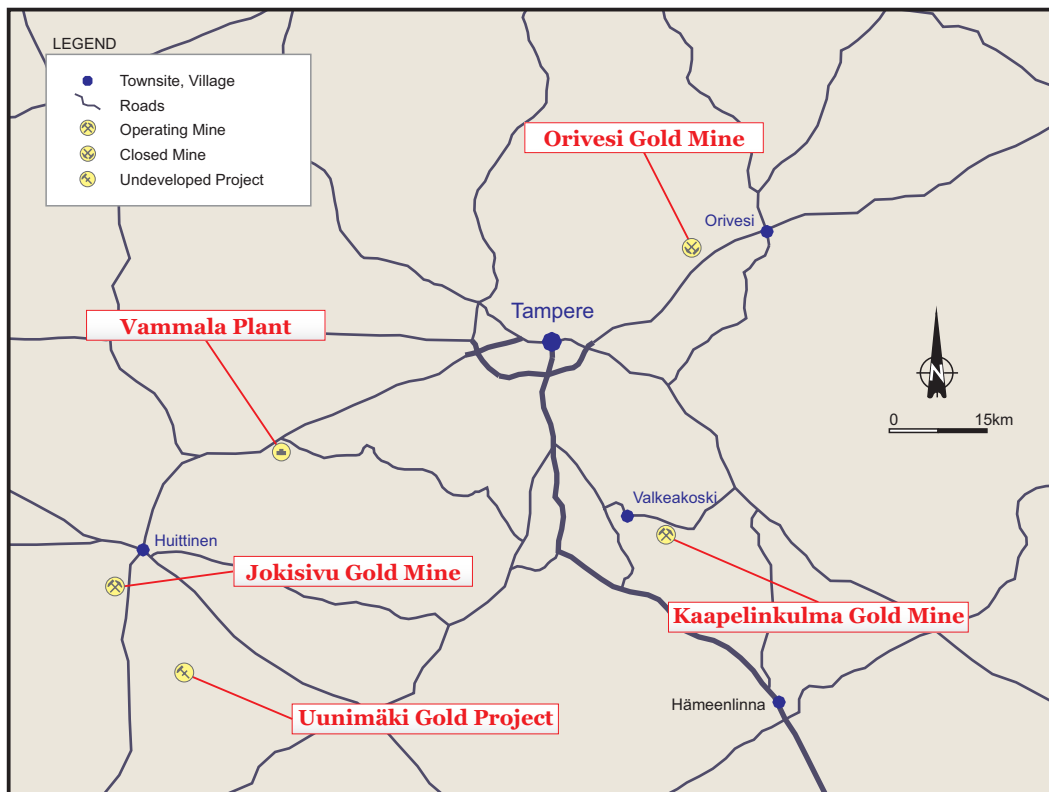 LEGEND
Townsite, Village
Roads
Operating Mine
Closed Mine
Undeveloped Project
Orivesi Gold Mine
Orivesi
Tampere
Vammala Plant
N
0 15km
Valkeakoski
Huittinen
Jokisivu Gold Mine
Kaapelinkulma Gold Mine
Hämeenlinna
Uunimäki Gold Project